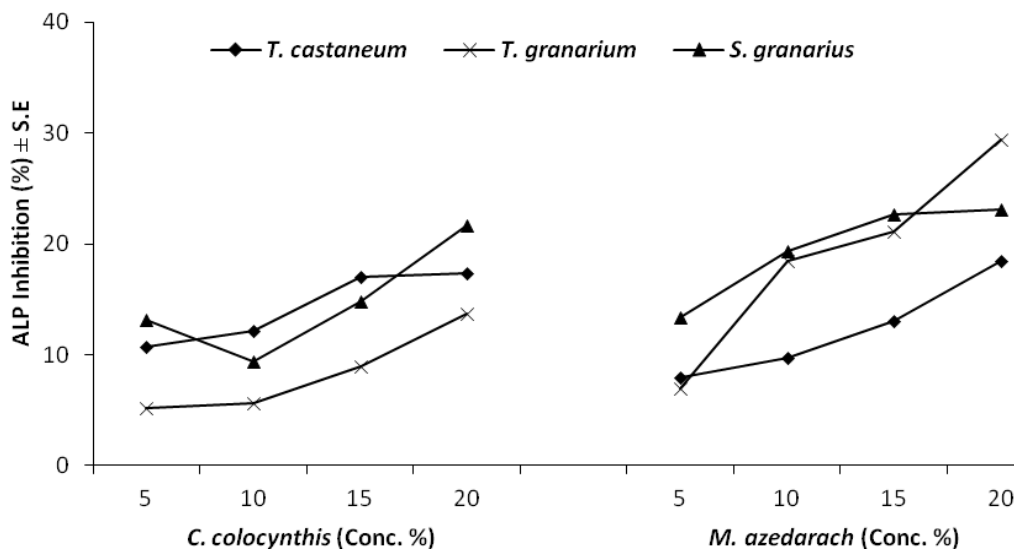 40
30
20
10
0
ALP Inhibition (%) ± S.E
T. castaneum T. granarium S. granarius
5 10 15 20 5 10 15 20
C. colocynthis (Conc. %) M. azedarach (Conc. %)